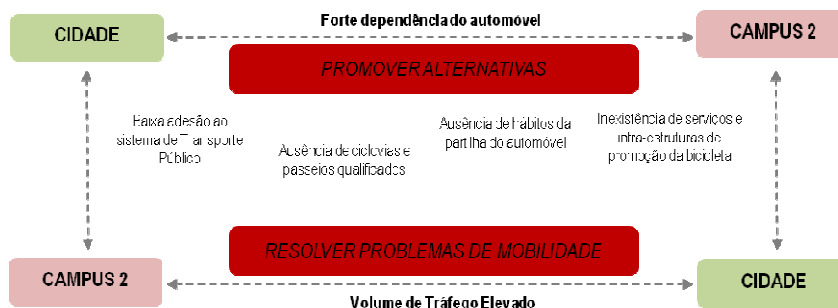 Forte dependência do automóvel
CIDADE
CAMPUS 2
PROMOVER ALTERNATIVAS
Baixa adesão ao
sistema de Transporte
Público
Ausência de ciclovias e
passeios qualificados
Ausência de hábitos da
partilha do automóvel
Inexistência de serviços e
infra-estruturas de
promoção da bicicleta
RESOLVER PROBLEMAS DE MOBILIDADE
CAMPUS 2
CIDADE
Volume de Tráfego Elevado